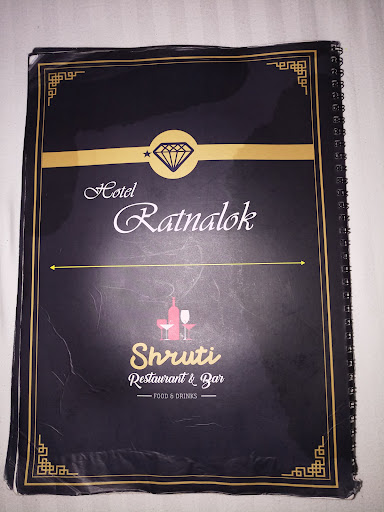 Hotel
Ratnalok
Shruti
Restaurant & Bar
FOOD & DRINKS